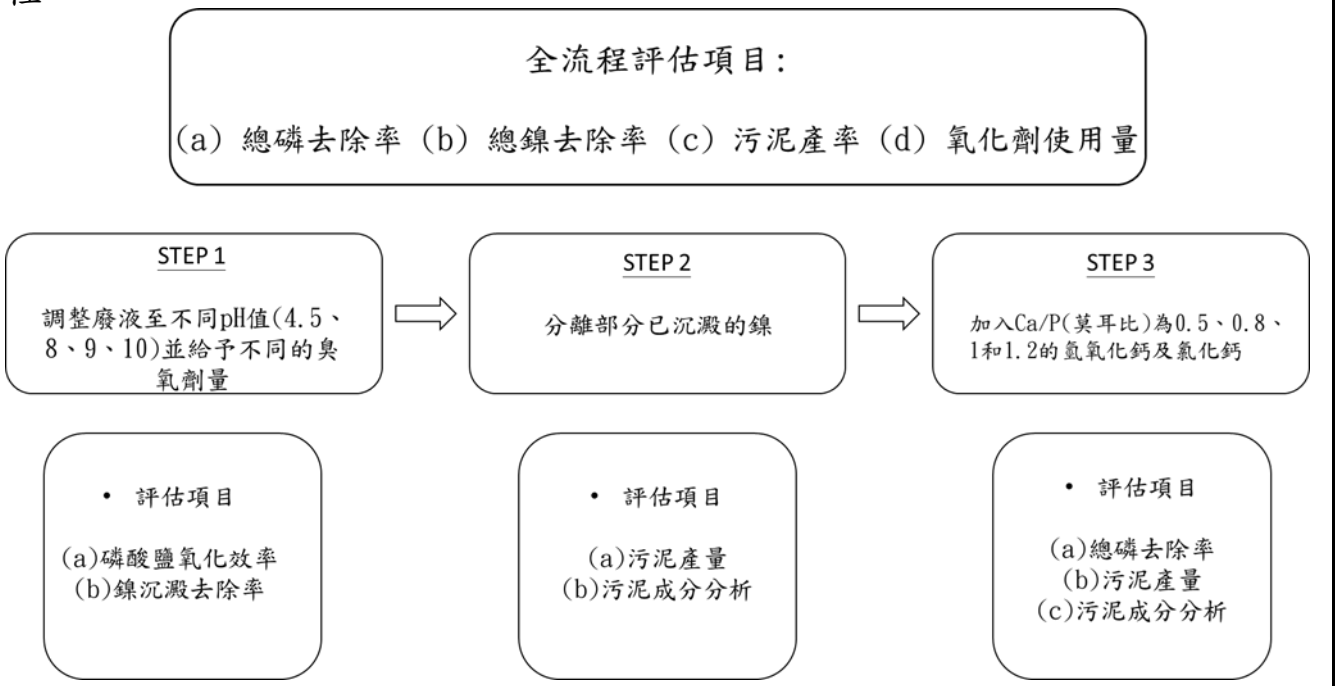 全流程評估項目:
(a) 總磷去除率 (b) 總鎳去除率 (c) 污泥產率 (d) 氧化劑使用量
STEP 1
調整廢液至不同pH值(4.5、
8、9、10)並給予不同的臭
氧劑量
STEP 2
分離部分已沉澱的鎳
STEP 3
加入Ca/P(莫耳比)為0.5、0.8、
1和1.2的氫氧化鈣及氯化鈣
• 評估項目
(a)磷酸鹽氧化效率
(b)鎳沉澱去除率
• 評估項目
(a)污泥產量
(b)污泥成分分析
• 評估項目
(a)總磷去除率
(b)污泥產量
(c)污泥成分分析